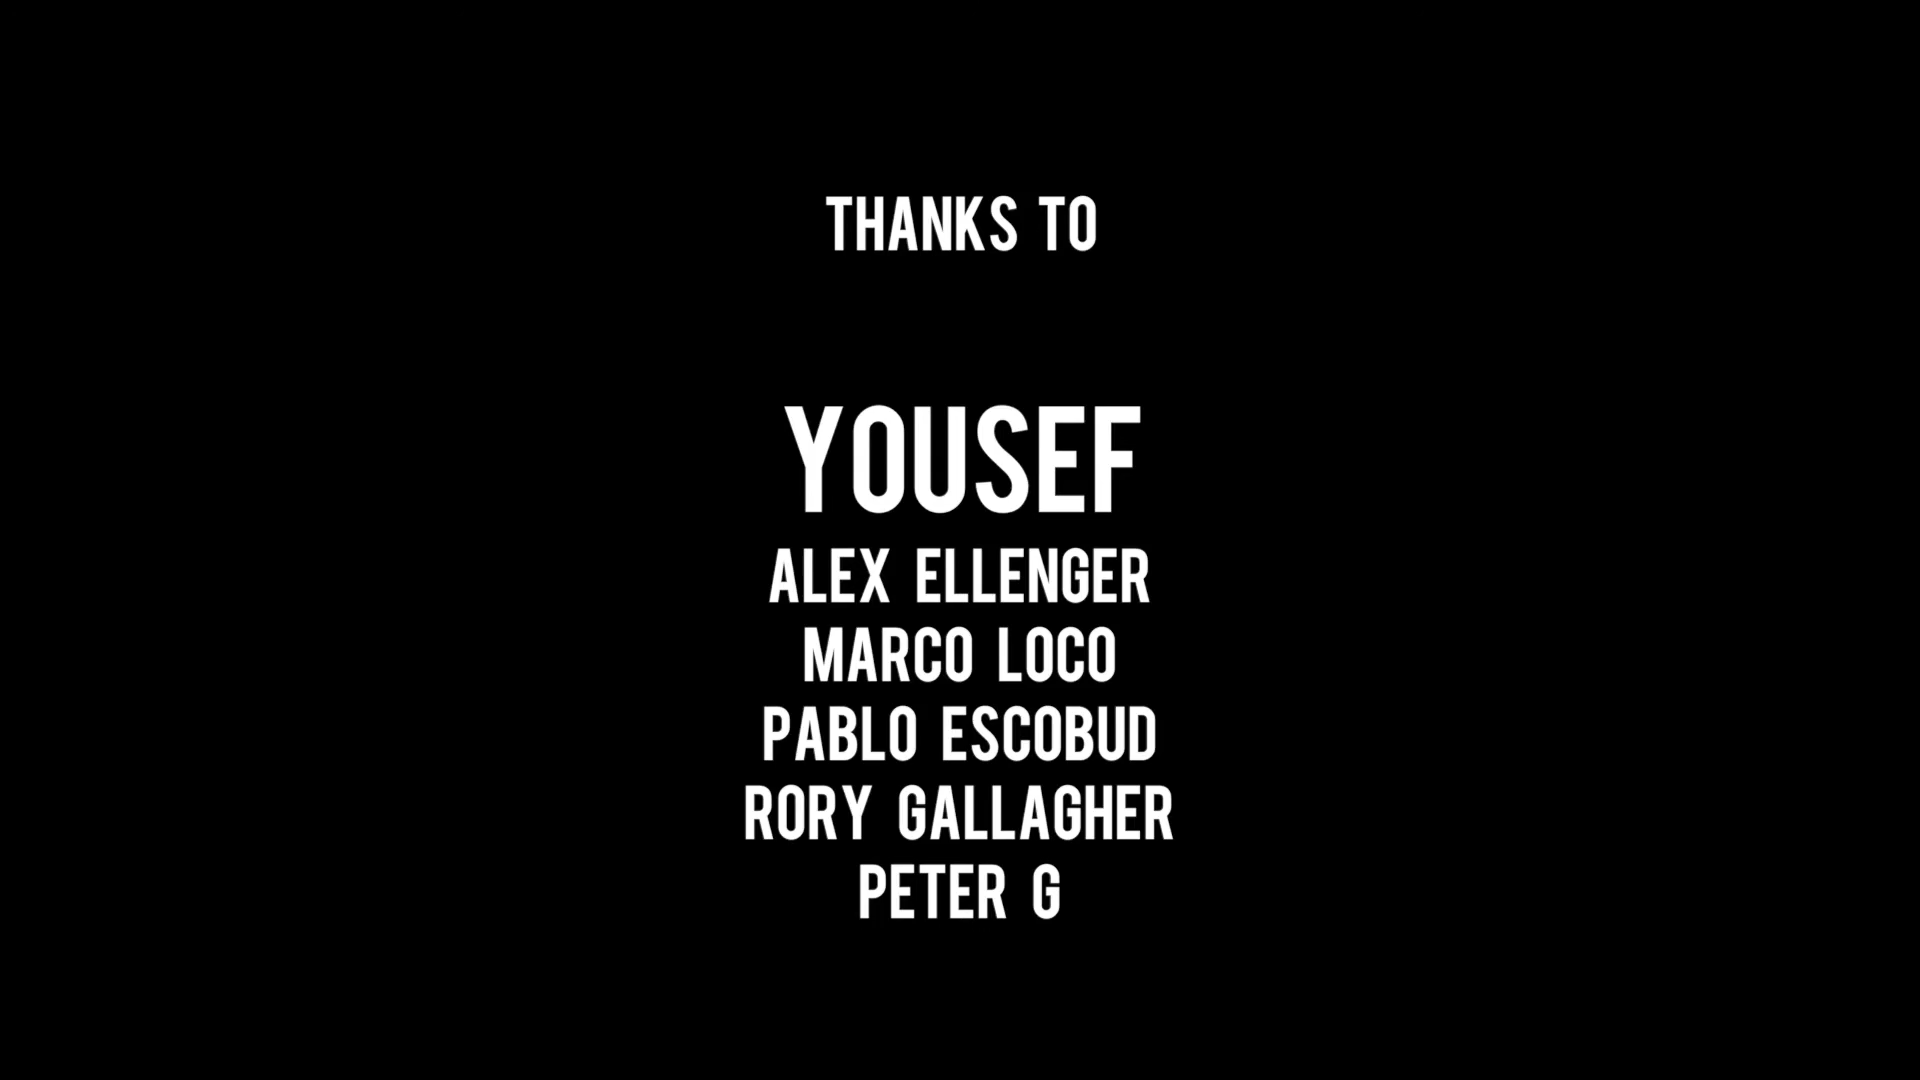 THANKS TO
YOUSEF
ALEX ELLENGER
MARCO LOCO
PABLO ESCOBUD
RORY GALLAGHER
PETER G